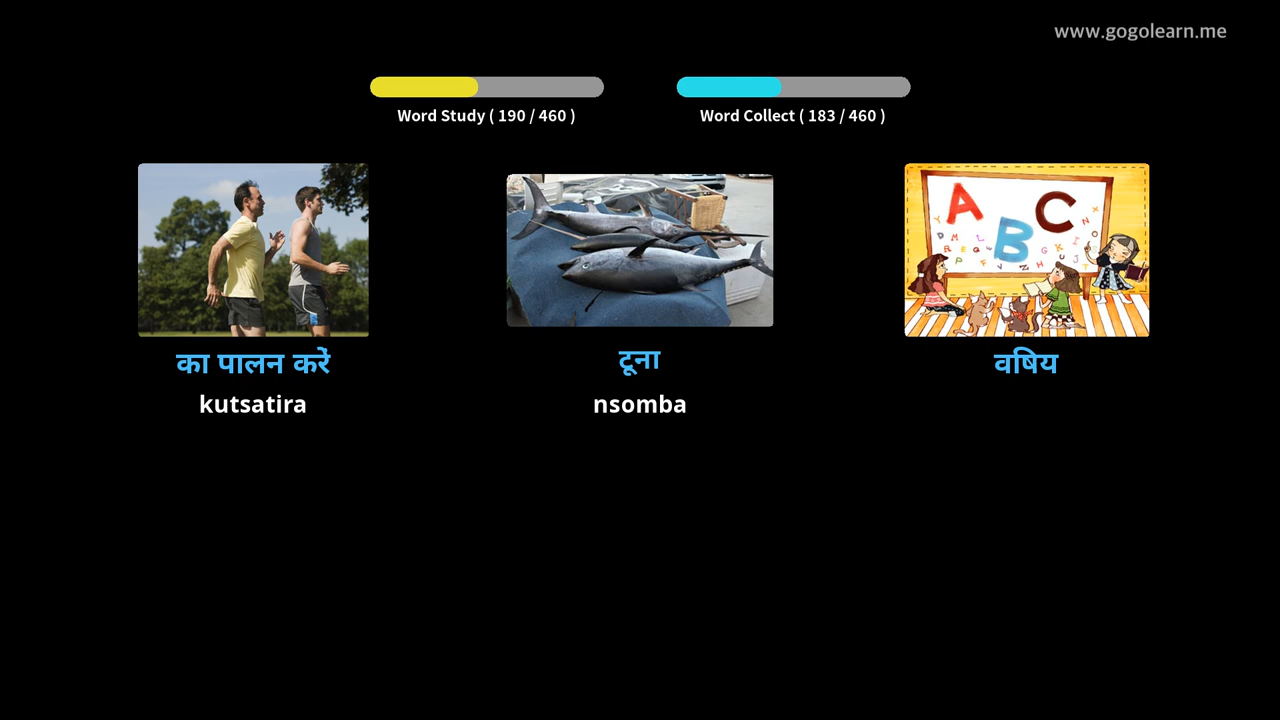 www.gogolearn.me
Word Study ( 190 / 460 )
Word Collect ( 183 / 460 )
A B C
का पालन करें
टूना
वषिय
kutsatira
nsomba